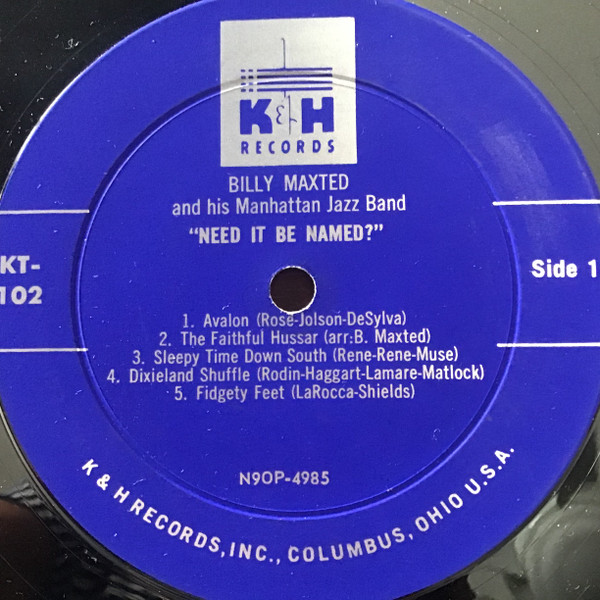 K & H
RECORDS
BILLY MAXTED
and his Manhattan Jazz Band
"NEED IT BE NAMED?"
KT-
102
Side 1
1. Avalon (Rose-Jolson-DeSylva)
2. The Faithful Hussar (arr:B. Maxted)
3. Sleepy Time Down South (Rene-Rene-Muse)
4. Dixieland Shuffle (Rodin-Haggart-Lamare-Matlock)
5. Fidgety Feet (LaRocca-Shields)
N9OP-4985
K & H RECORDS, INC., COLUMBUS, OHIO U.S.A.